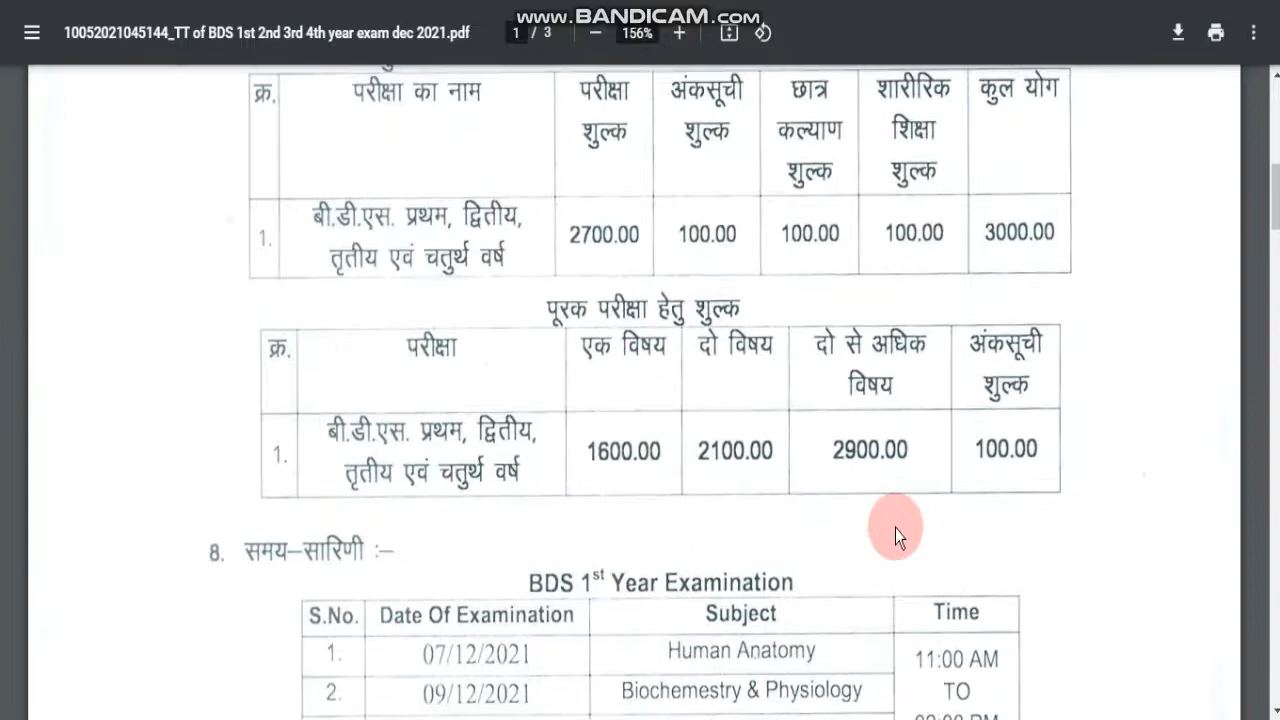 www.BANDICAM.com
10052021045144_TT of BDS 1st 2nd 3rd 4th year exam dec 2021.pdf 1 / 3 156%
क्र. परीक्षा का नाम परीक्षा शुल्क अंकसूची शुल्क छात्र कल्याण शुल्क शारीरिक शिक्षा शुल्क कुल योग
1. बी.डी.एस. प्रथम, द्वितीय, तृतीय एवं चतुर्थ वर्ष 2700.00 100.00 100.00 100.00 3000.00
पूरक परीक्षा हेतु शुल्क
क्र. परीक्षा एक विषय दो विषय दो से अधिक विषय अंकसूची शुल्क
1. बी.डी.एस. प्रथम, द्वितीय, तृतीय एवं चतुर्थ वर्ष 1600.00 2100.00 2900.00 100.00
8. समय–सारिणी :–
BDS 1st Year Examination
S.No. Date Of Examination Subject Time
1. 07/12/2021 Human Anatomy 11:00 AM
2. 09/12/2021 Biochemestry & Physiology TO